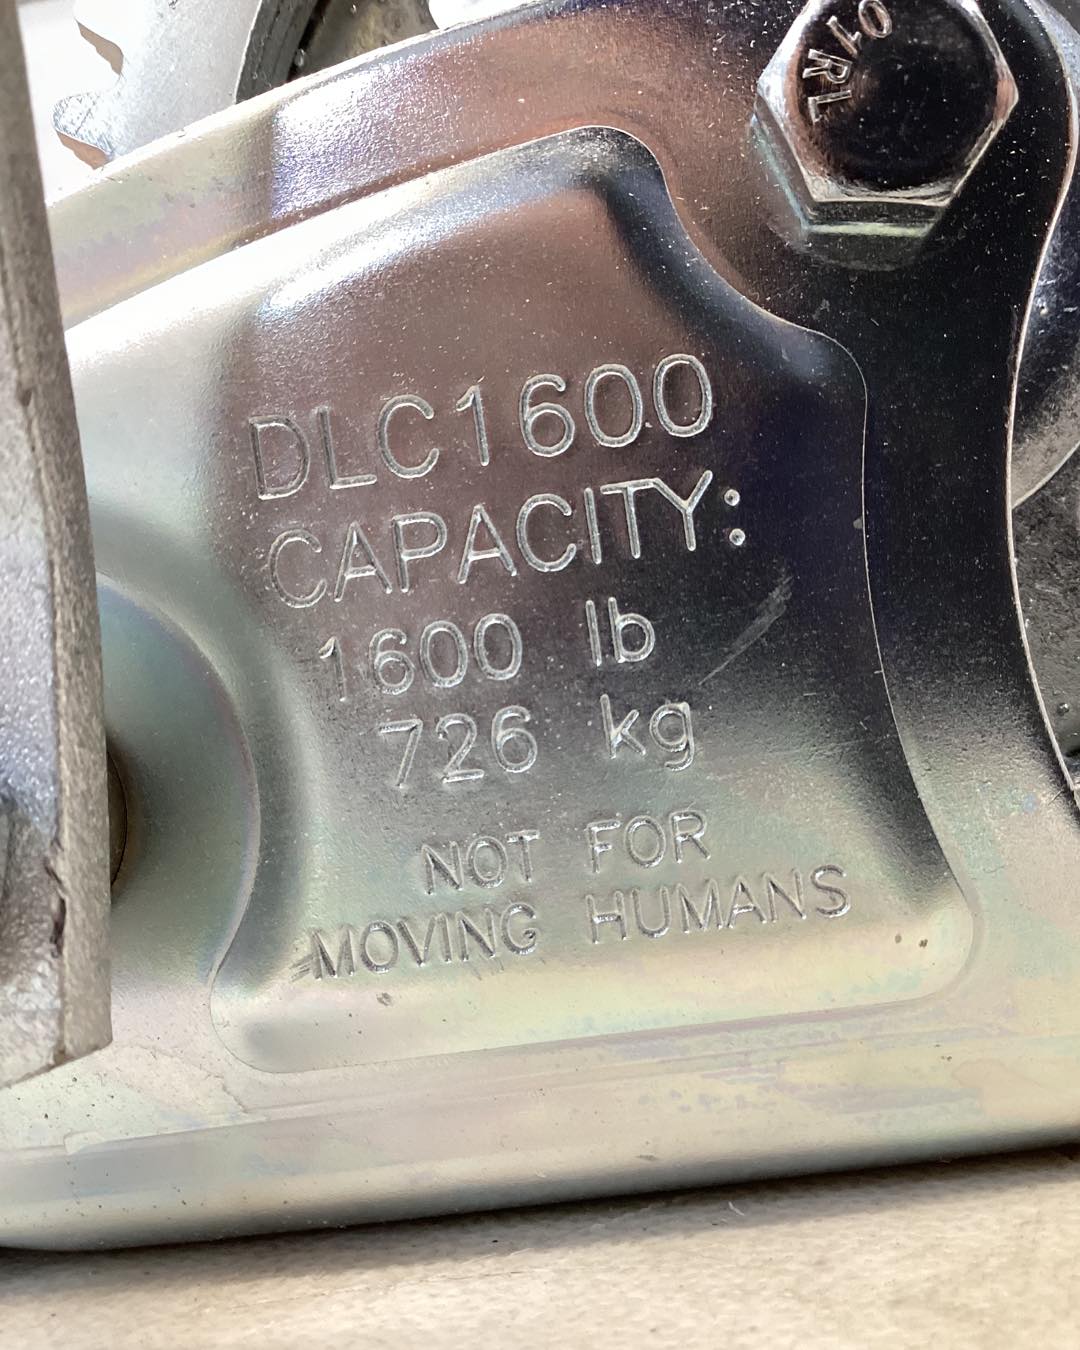 01RL
DLC1600
CAPACITY:
1600 lb
726 kg
NOT FOR
MOVING HUMANS